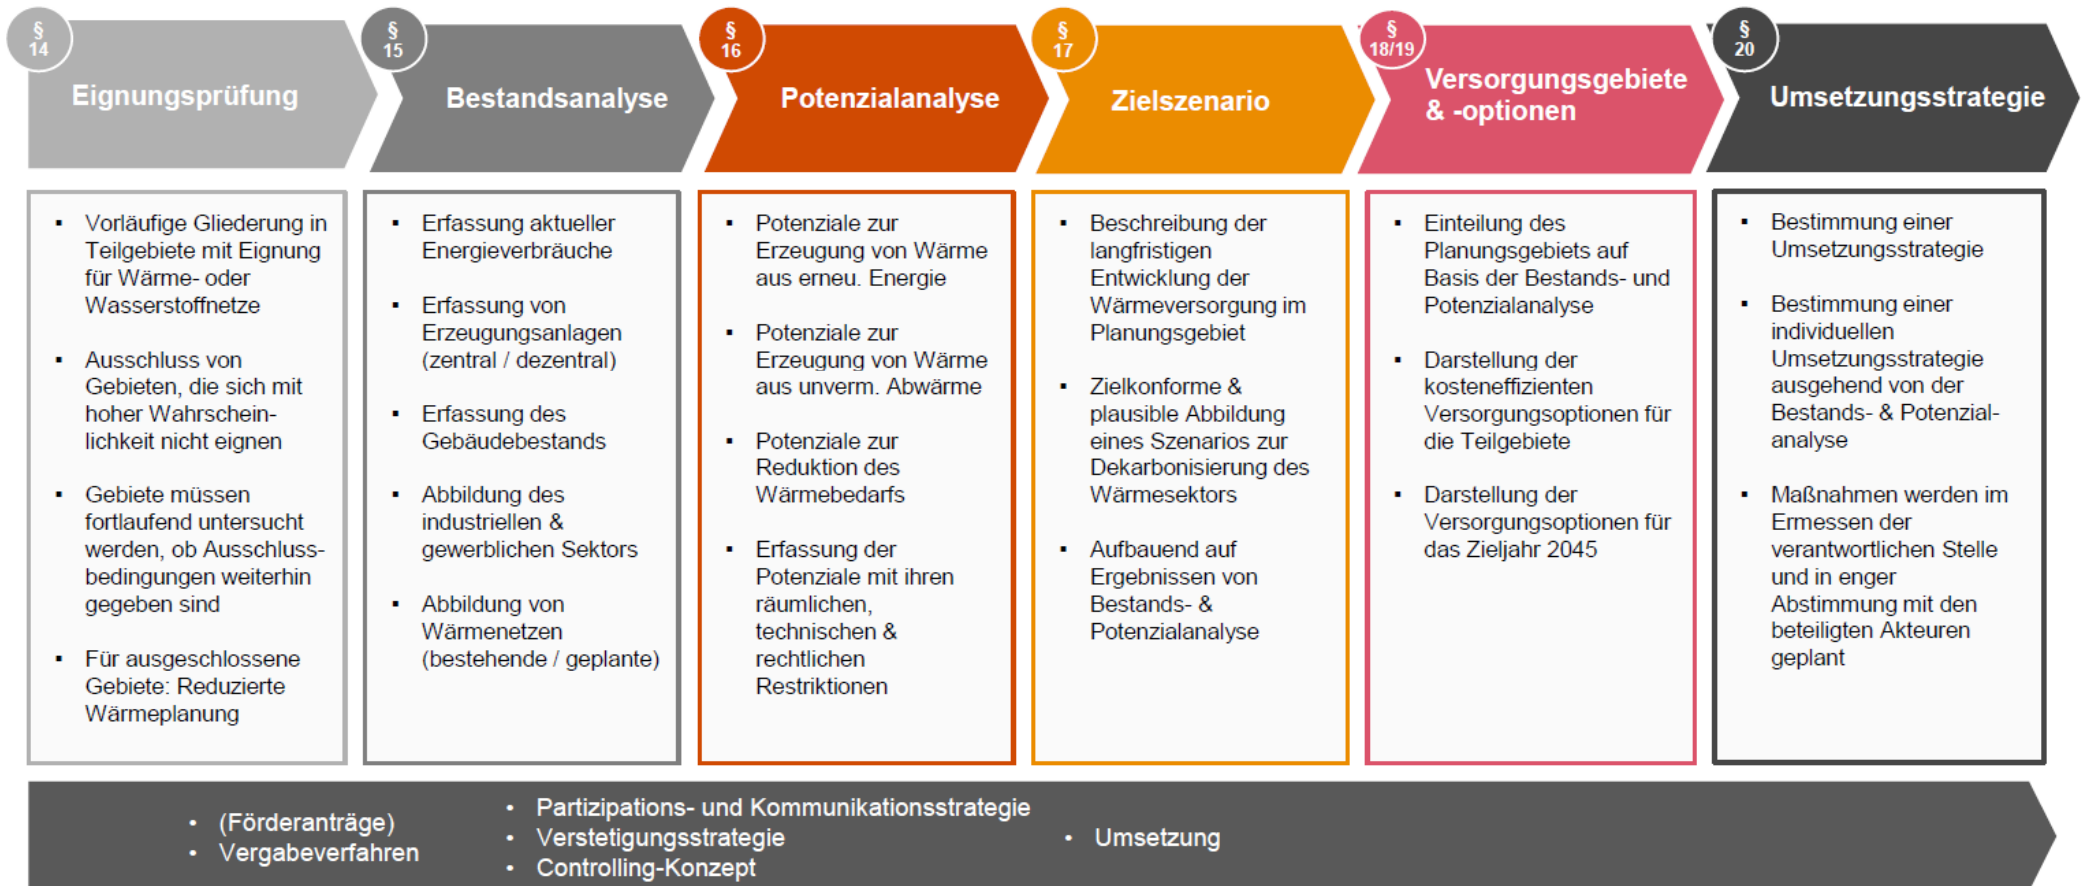 §
14
Eignungsprüfung
§
15
Bestandsanalyse
§
16
Potenzialanalyse
§
17
Zielszenario
§
18/19
Versorgungsgebiete
& -optionen
§
20
Umsetzungsstrategie
▪ Vorläufige Gliederung in
Teilgebiete mit Eignung
für Wärme- oder
Wasserstoffnetze
▪ Ausschluss von
Gebieten, die sich mit
hoher Wahrschein-
lichkeit nicht eignen
▪ Gebiete müssen
fortlaufend untersucht
werden, ob Ausschluss-
bedingungen weiterhin
gegeben sind
▪ Für ausgeschlossene
Gebiete: Reduzierte
Wärmeplanung
▪ Erfassung aktueller
Energieverbräuche
▪ Erfassung von
Erzeugungsanlagen
(zentral / dezentral)
▪ Erfassung des
Gebäudebestands
▪ Abbildung des
industriellen &
gewerblichen Sektors
▪ Abbildung von
Wärmenetzen
(bestehende / geplante)
▪ Potenziale zur
Erzeugung von Wärme
aus erneu. Energie
▪ Potenziale zur
Erzeugung von Wärme
aus unverm. Abwärme
▪ Potenziale zur
Reduktion des
Wärmebedarfs
▪ Erfassung der
Potenziale mit ihren
räumlichen,
technischen &
rechtlichen
Restriktionen
▪ Beschreibung der
langfristigen
Entwicklung der
Wärmeversorgung im
Planungsgebiet
▪ Zielkonforme &
plausible Abbildung
eines Szenarios zur
Dekarbonisierung des
Wärmesektors
▪ Aufbauend auf
Ergebnissen von
Bestands- &
Potenzialanalyse
▪ Einteilung des
Planungsgebiets auf
Basis der Bestands- und
Potenzialanalyse
▪ Darstellung der
kosteneffizienten
Versorgungsoptionen für
die Teilgebiete
▪ Darstellung der
Versorgungsoptionen für
das Zieljahr 2045
▪ Bestimmung einer
Umsetzungsstrategie
▪ Bestimmung einer
individuellen
Umsetzungsstrategie
ausgehend von der
Bestands- & Potenzial-
analyse
▪ Maßnahmen werden im
Ermessen der
verantwortlichen Stelle
und in enger
Abstimmung mit den
beteiligten Akteuren
geplant
• (Förderanträge)
• Vergabeverfahren
• Partizipations- und Kommunikationsstrategie
• Verstetigungsstrategie
• Controlling-Konzept
• Umsetzung